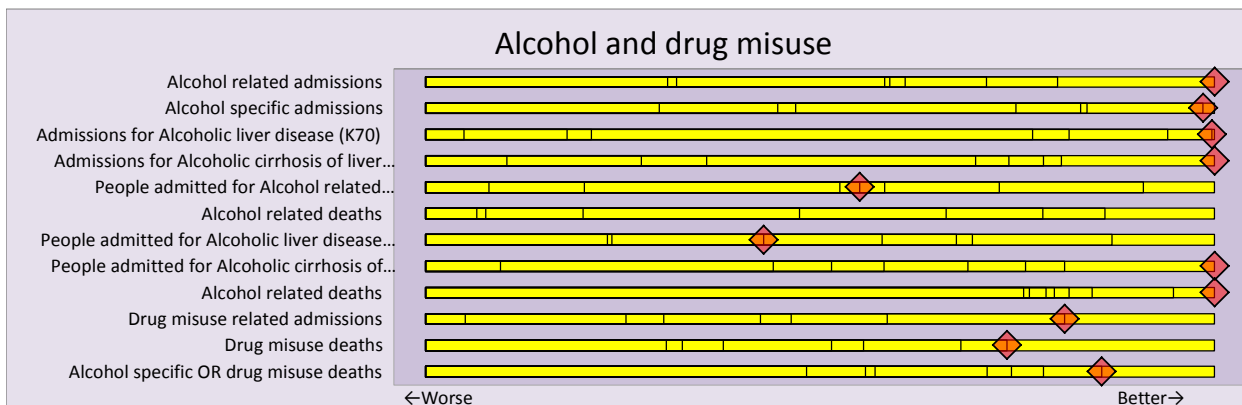 Alcohol and drug misuse
Alcohol related admissions
Alcohol specific admissions
Admissions for Alcoholic liver disease (K70)
Admissions for Alcoholic cirrhosis of liver...
People admitted for Alcohol related...
Alcohol related deaths
People admitted for Alcoholic liver disease...
People admitted for Alcoholic cirrhosis of...
Alcohol related deaths
Drug misuse related admissions
Drug misuse deaths
Alcohol specific OR drug misuse deaths
←Worse Better→